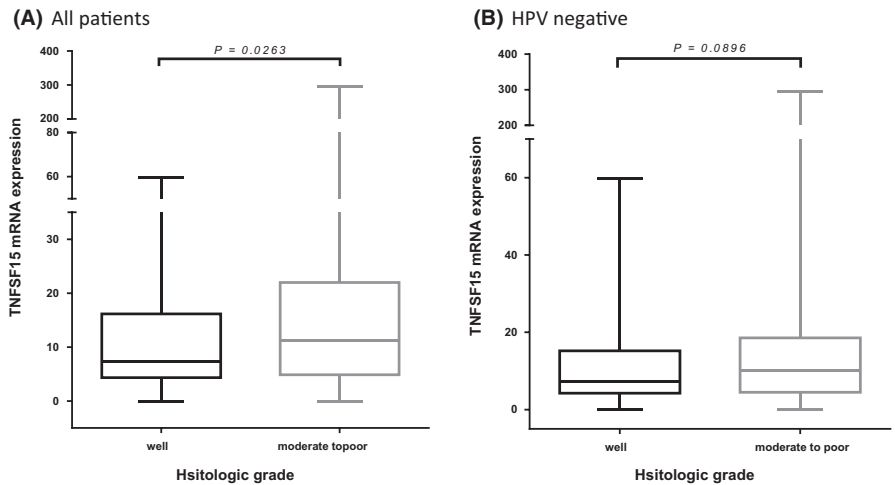 (A) All patients
P = 0.0263
400
300
200
80
60
30
20
10
0
TNFSF15 mRNA expression
well
moderate topoor
Hsitologic grade
(B) HPV negative
P = 0.0896
400
300
200
60
40
20
0
TNFSF15 mRNA expression
well
moderate to poor
Hsitologic grade